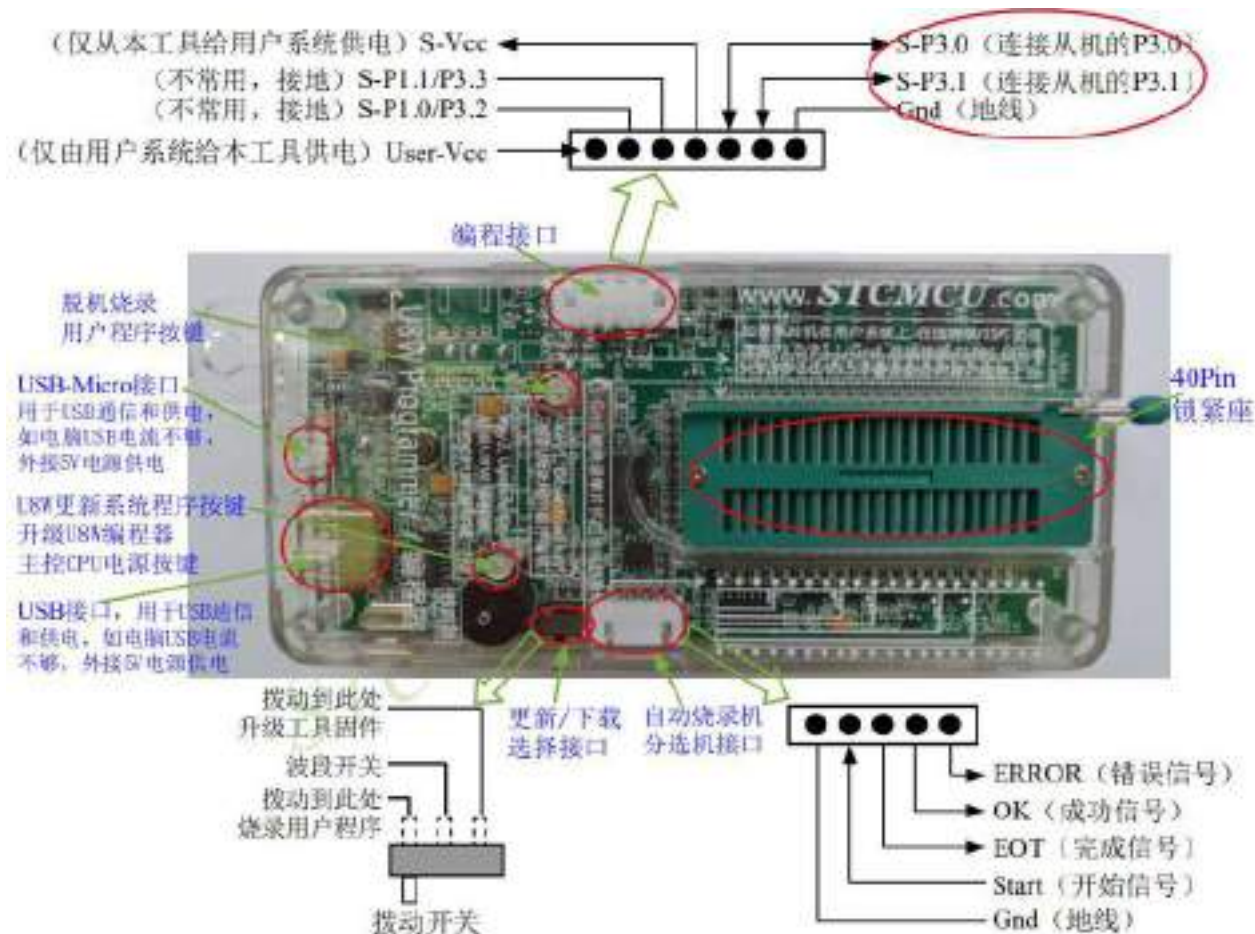 （仅从本工具给用户系统供电）S-Vcc
（不常用，接地）S-P1.1/P3.3
（不常用，接地）S-P1.0/P3.2
（仅由用户系统给本工具供电）User-Vcc
S-P3.0（连接从机的P3.0）
S-P3.1（连接从机的P3.1）
Gnd（地线）
编程接口
www.STCMCU.com
脱机烧录
用户程序按键
USB-Micro接口，
用于USB通信和供电，
如电脑USB电流不够，
外接5V电源供电
U8W更新系统程序按键
升级U8W编程器
主控CPU电源按键
USB接口，用于USB通信
和供电，如电脑USB电流
不够，外接5V电源供电
40Pin
锁紧座
拨动到此处
升级工具固件
波段开关
拨动到此处
烧录用户程序
拨动开关
更新/下载
选择接口
自动烧录机
分选机接口
ERROR（错误信号）
OK（成功信号）
EOT（完成信号）
Start（开始信号）
Gnd（地线）